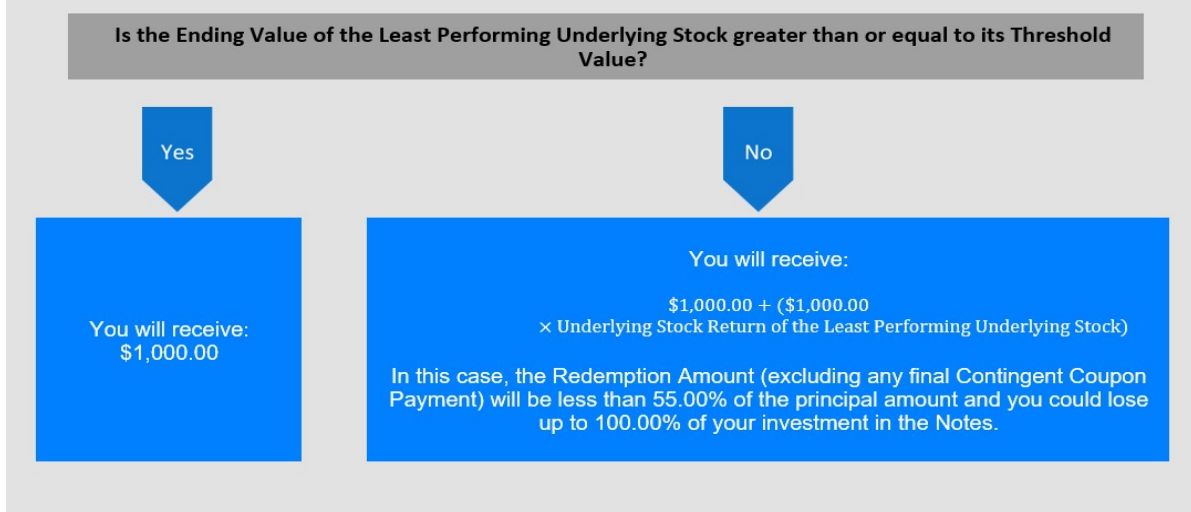 Is the Ending Value of the Least Performing Underlying Stock greater than or equal to its Threshold
Value?
Yes
No
You will receive:
$1,000.00
You will receive:
$1,000.00 + ($1,000.00
× Underlying Stock Return of the Least Performing Underlying Stock)
In this case, the Redemption Amount (excluding any final Contingent Coupon
Payment) will be less than 55.00% of the principal amount and you could lose
up to 100.00% of your investment in the Notes.